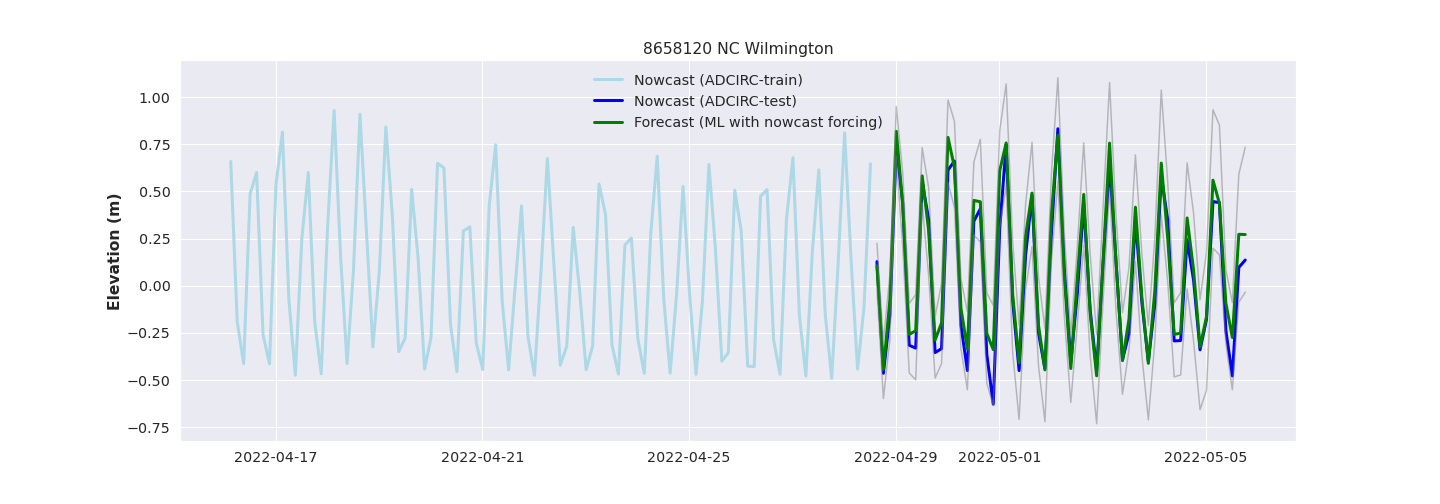 8658120 NC Wilmington
Nowcast (ADCIRC-train)
Nowcast (ADCIRC-test)
Forecast (ML with nowcast forcing)
Elevation (m)
1.00
0.75
0.50
0.25
0.00
−0.25
−0.50
−0.75
2022-04-17 2022-04-21 2022-04-25 2022-04-29 2022-05-01 2022-05-05